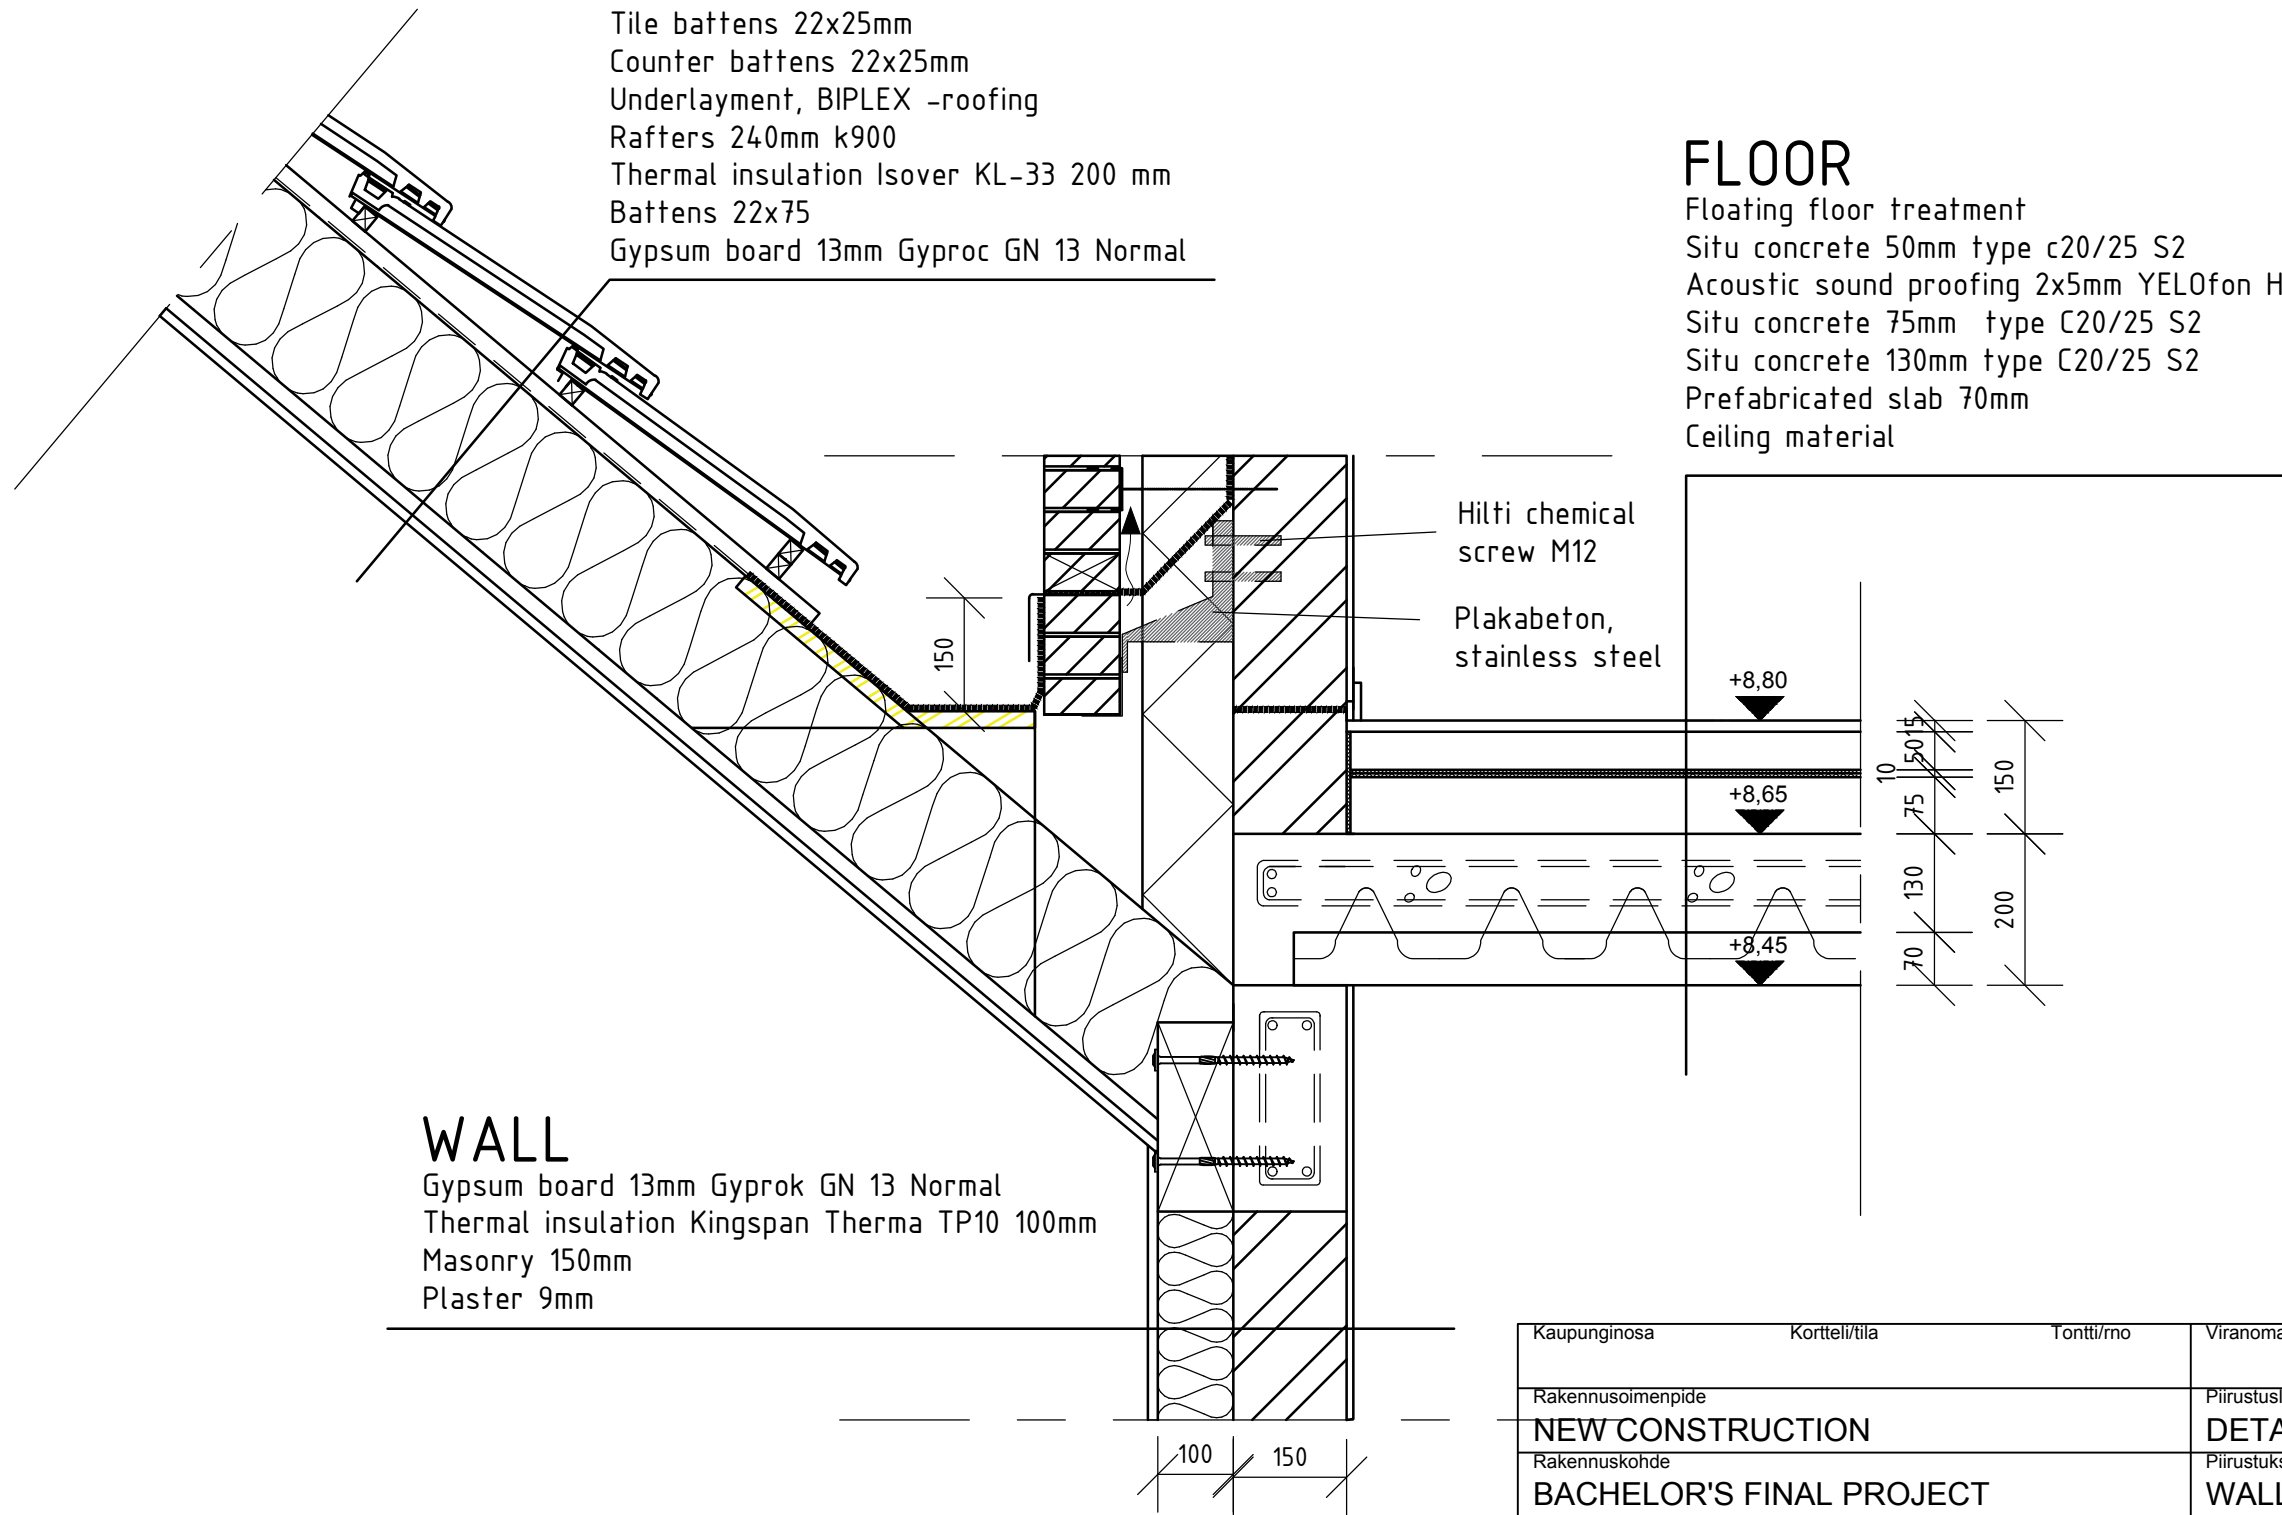 Tile battens 22x25mm
Counter battens 22x25mm
Underlayment, BIPLEX -roofing
Rafters 240mm k900
Thermal insulation Isover KL-33 200 mm
Battens 22x75
Gypsum board 13mm Gyproc GN 13 Normal
FLOOR
Floating floor treatment
Situ concrete 50mm type c20/25 S2
Acoustic sound proofing 2x5mm YELOfon H
Situ concrete 75mm type C20/25 S2
Situ concrete 130mm type C20/25 S2
Prefabricated slab 70mm
Ceiling material
Hilti chemical
screw M12
Plakabeton,
stainless steel
150
+8,80
+8,65
+8,45
15
50
10
75
130
70
150
200
WALL
Gypsum board 13mm Gyprok GN 13 Normal
Thermal insulation Kingspan Therma TP10 100mm
Masonry 150mm
Plaster 9mm
100
150
Kaupunginosa Kortteli/tila Tontti/rno Viranoma
Rakennusoimenpide
NEW CONSTRUCTION
Rakennuskohde
BACHELOR'S FINAL PROJECT
Piirustusl
DETA
Piirustuks
WALL